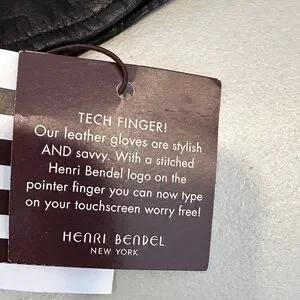 TECH FINGER!
Our leather gloves are stylish
AND savvy. With a stitched
Henri Bendel logo on the
pointer finger you can now type
on your touchscreen worry free!
HENRI BENDEL
NEW YORK